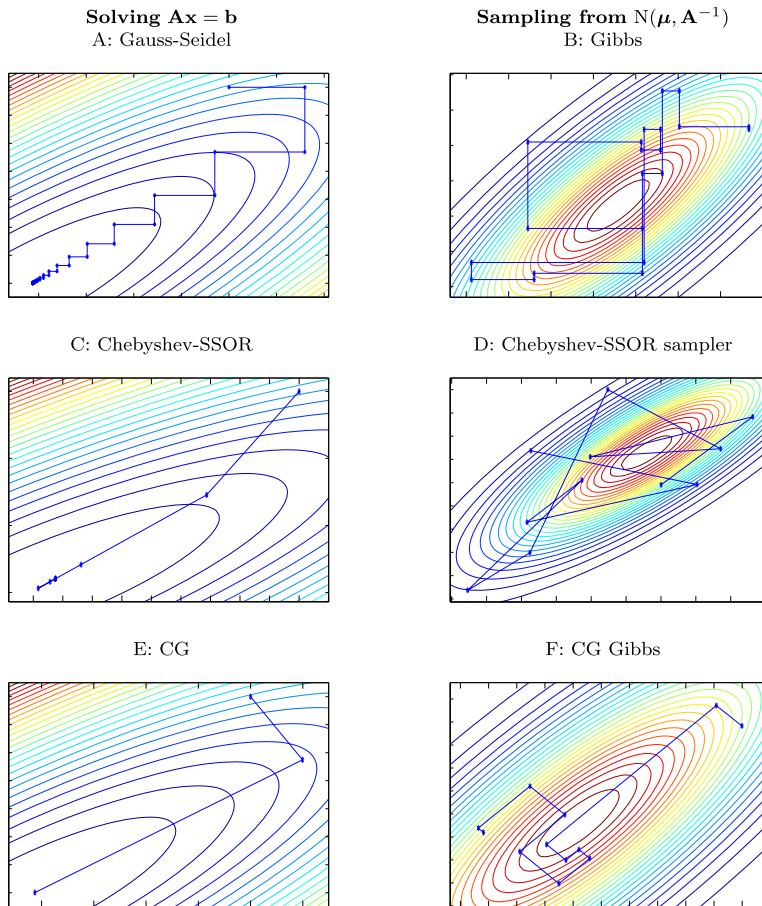 Solving Ax = b
A: Gauss-Seidel
Sampling from N(μ, A⁻¹)
B: Gibbs
C: Chebyshev-SSOR
D: Chebyshev-SSOR sampler
E: CG
F: CG Gibbs